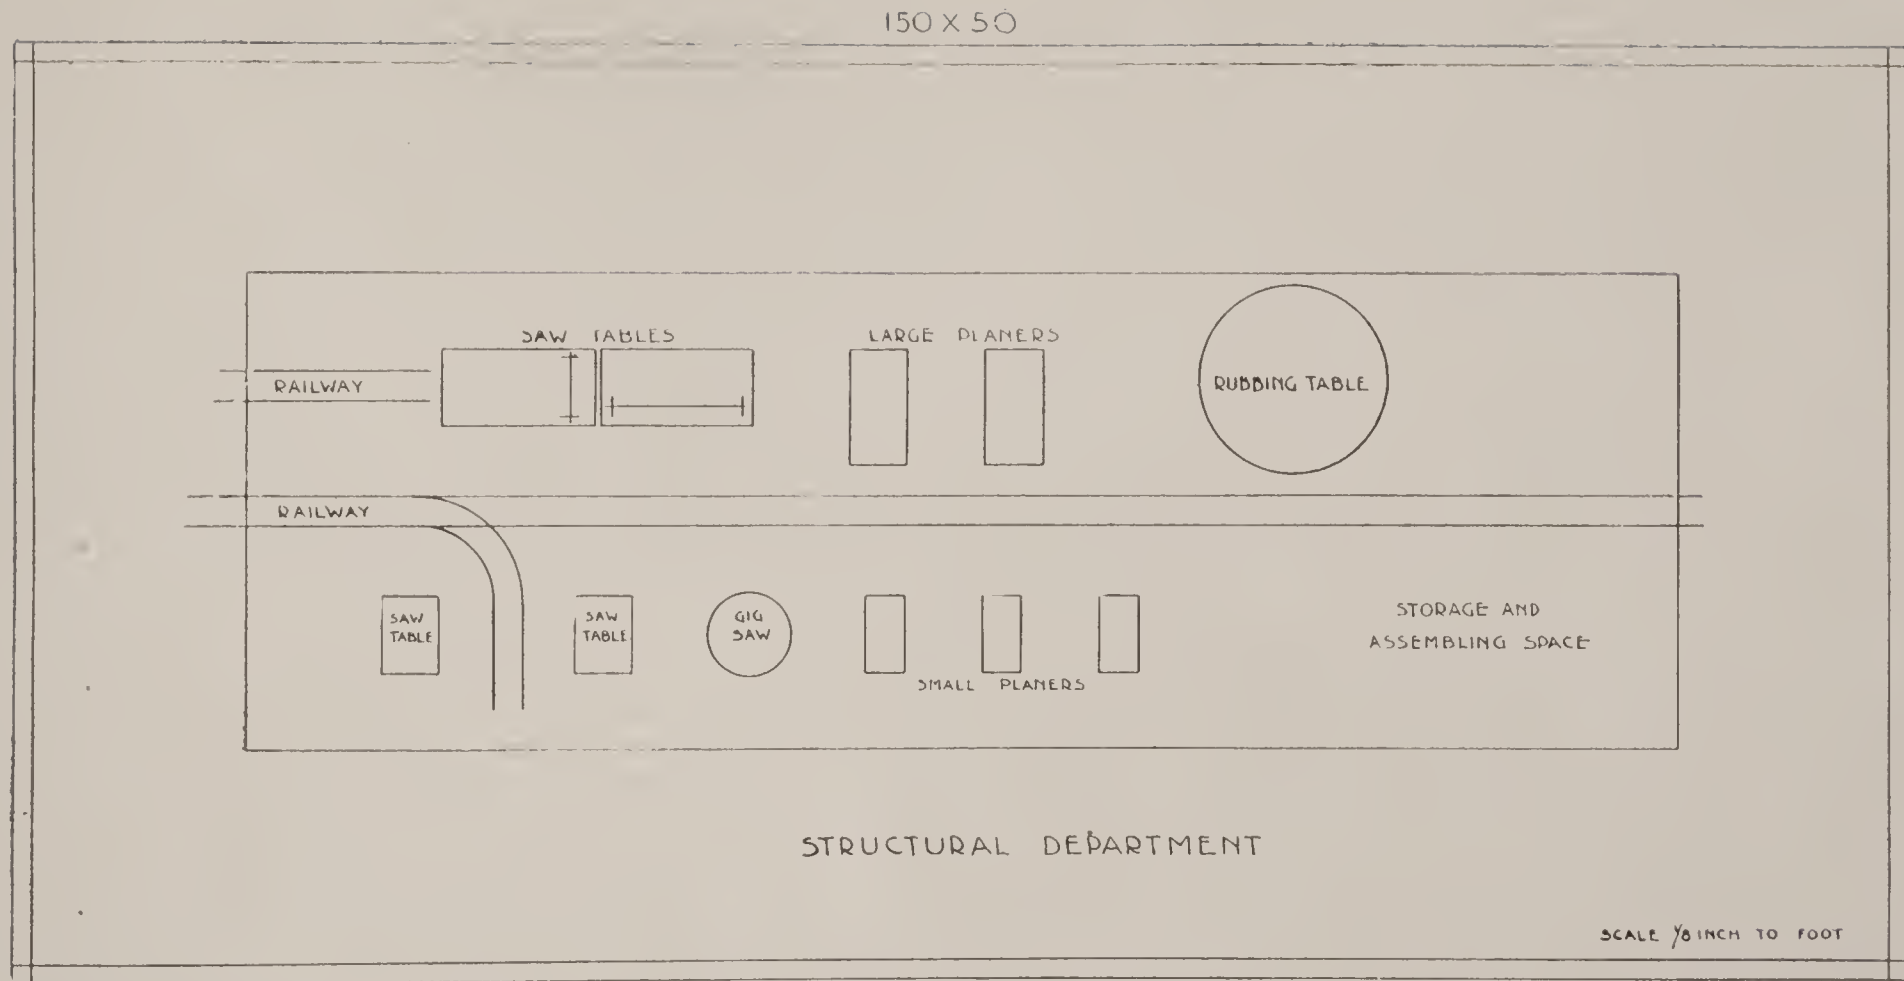 150 X 50
SAW TABLES
LARGE PLANERS
RAILWAY
RUBBING TABLE
RAILWAY
SAW
TABLE
SAW
TABLE
GIG
SAW
SMALL PLANERS
STORAGE AND
ASSEMBLING SPACE
STRUCTURAL DEPARTMENT
SCALE 1/8 INCH TO FOOT